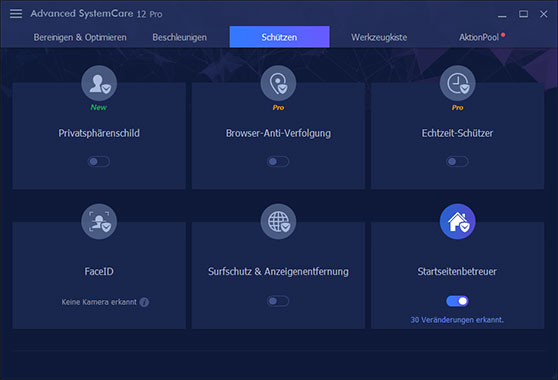 Advanced SystemCare 12 Pro
Bereinigen & Optimieren Beschleunigen Schützen Werkzeugkiste AktionPool
New Pro Pro
Privatsphärenschild Browser-Anti-Verfolgung Echtzeit-Schützer
FaceID Surfschutz & Anzeigenentfernung Startseitenbetreuer
Keine Kamera erkannt i
30 Veränderungen erkannt.